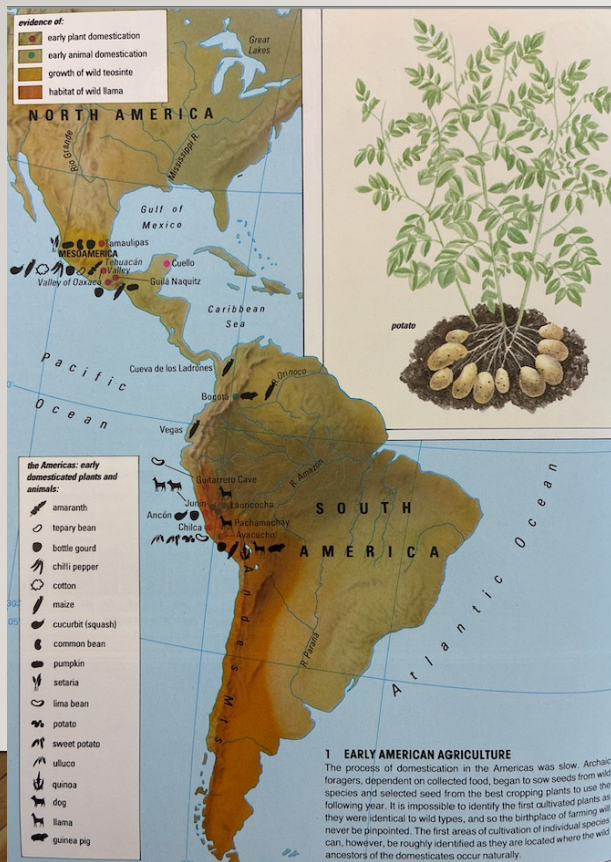 evidence of:
early plant domestication
early animal domestication
growth of wild teosinte
habitat of wild llama
Great
Lakes
NORTH AMERICA
Rio Grande
Mississippi R.
Gulf of
Mexico
Tamaulipas
MESOAMERICA
Tehuacán
Valley
Cuello
Valley of Oaxaca
Guilá Naquitz
Caribbean
Sea
Pacific
Ocean
Cueva de los Ladrones
R. Orinoco
Bogotá
Vegas
potato
Guitarrero Cave
R. Amazon
Junín
Lauricocha
Ancón
Pachamachay
Chilca
Ayacucho
SOUTH
AMERICA
Andes Mts
R. Paraná
Atlantic Ocean
the Americas: early
domesticated plants and
animals:
amaranth
tepary bean
bottle gourd
chilli pepper
cotton
maize
cucurbit (squash)
common bean
pumpkin
setaria
lima bean
potato
sweet potato
ulluco
quinoa
dog
llama
guinea pig
1 EARLY AMERICAN AGRICULTURE
The process of domestication in the Americas was slow. Archaic
foragers, dependent on collected food, began to sow seeds from wild
species and selected seed from the best cropping plants to use the
following year. It is impossible to identify the first cultivated plants as
they were identical to wild types, and so the birthplace of farming will
never be pinpointed. The first areas of cultivation of individual species
can, however, be roughly identified as they are located where the wild
ancestors of the domesticates occur naturally.